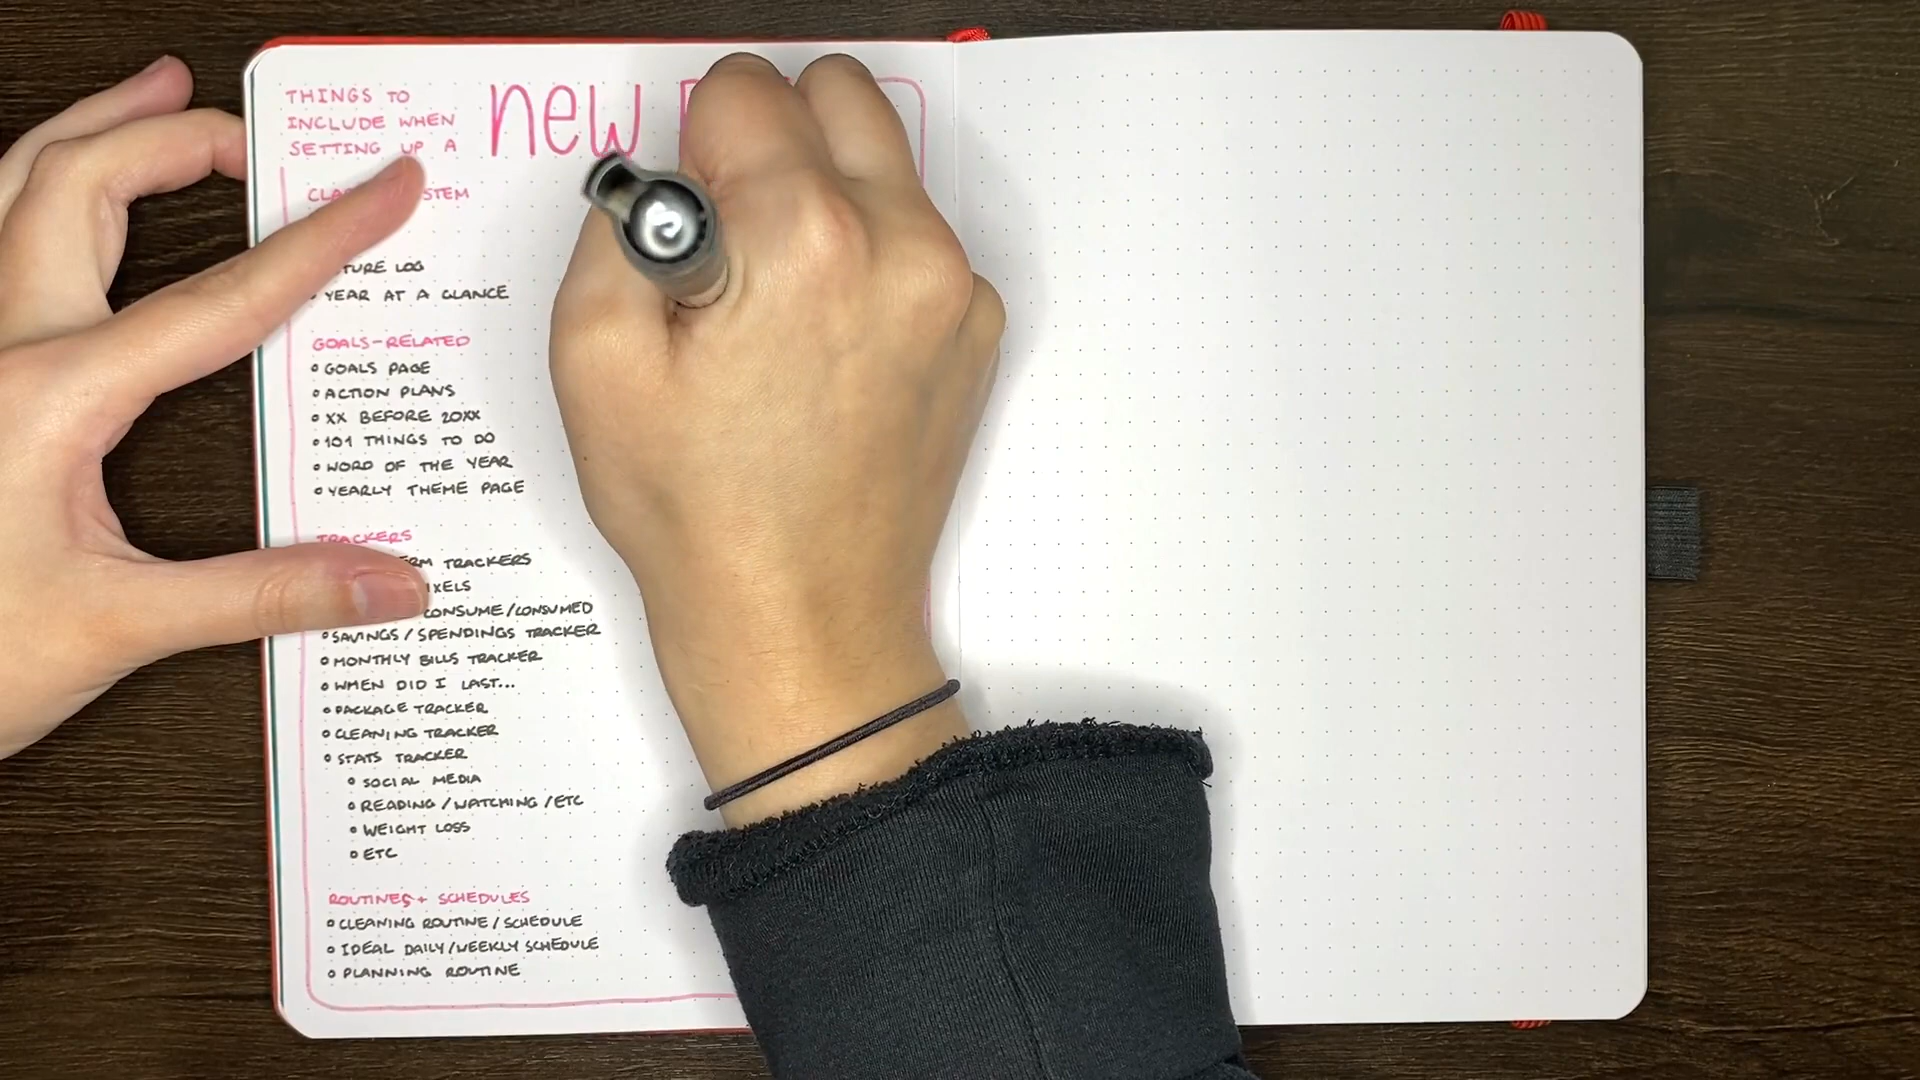 THINGS TO
INCLUDE WHEN
SETTING UP A
new
YEAR AT A GLANCE
GOALS-RELATED
GOALS PAGE
ACTION PLANS
XX BEFORE 20XX
101 THINGS TO DO
WORD OF THE YEAR
YEARLY THEME PAGE
TRACKERS
TRACKERS
CONSUME/CONSUMED
SAVINGS/SPENDINGS TRACKER
MONTHLY BILLS TRACKER
WHEN DID I LAST...
PACKAGE TRACKER
CLEANING TRACKER
STATS TRACKER
SOCIAL MEDIA
READING/WATCHING/ETC
WEIGHT LOSS
ETC
ROUTINES + SCHEDULES
CLEANING ROUTINE/SCHEDULE
IDEAL DAILY/WEEKLY SCHEDULE
PLANNING ROUTINE
LOG